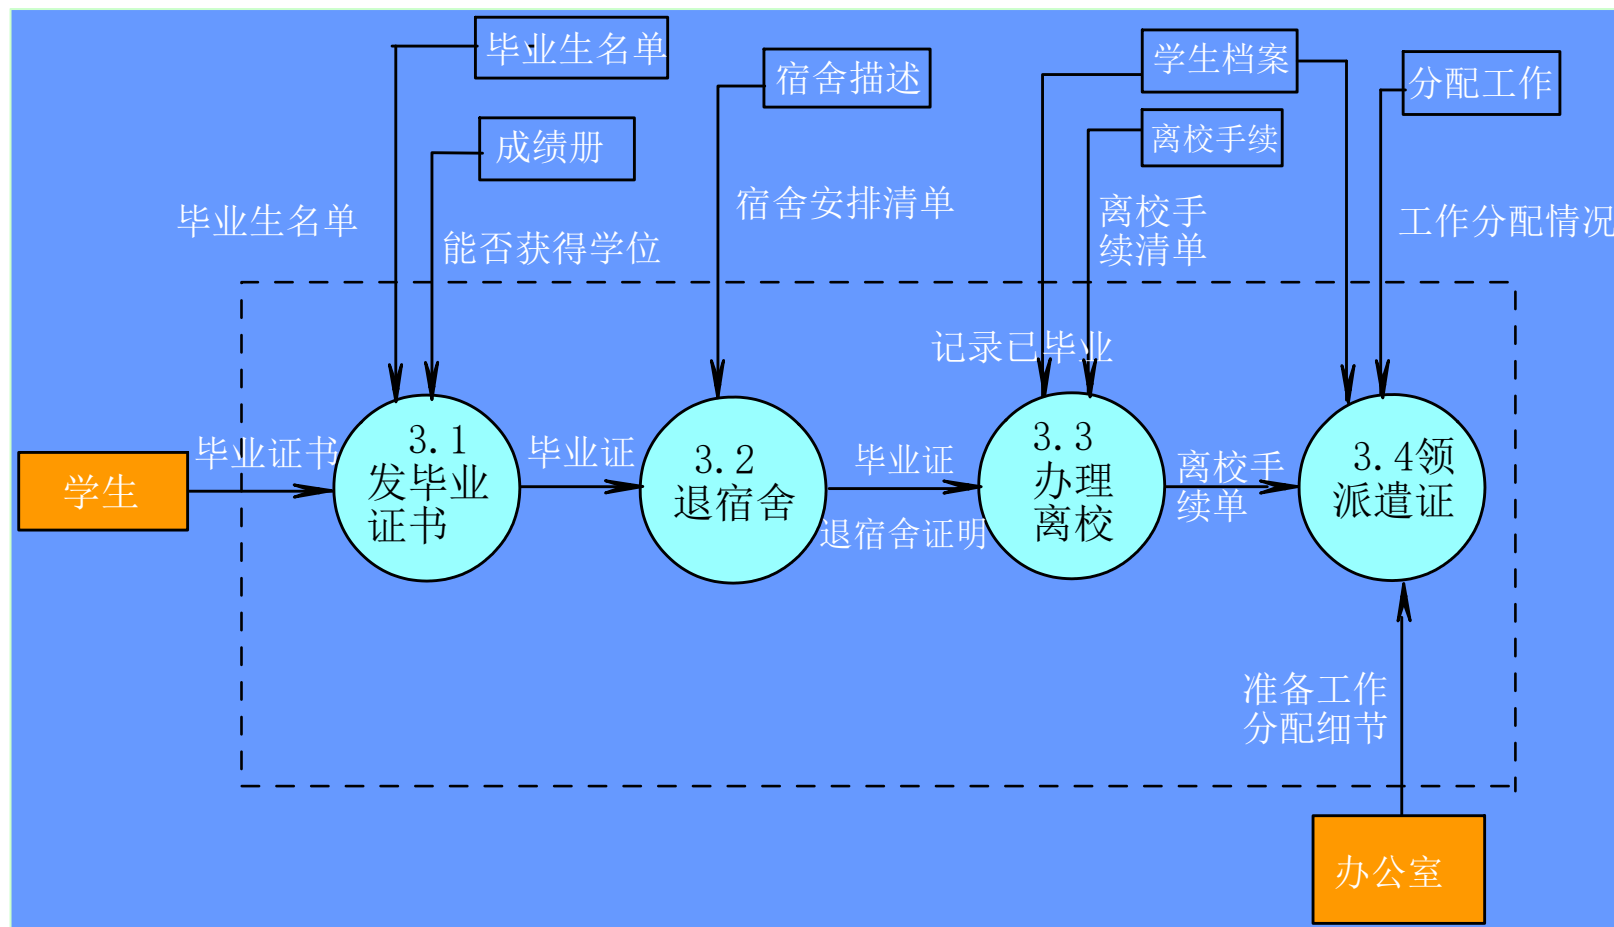 毕业生名单
学生档案
宿舍描述
分配工作
成绩册
离校手续
毕业生名单
能否获得学位
宿舍安排清单
离校手
续清单
工作分配情况
记录已毕业
学生
毕业证书
3.1
发毕业
证书
毕业证
3.2
退宿舍
毕业证
退宿舍证明
3.3
办理
离校
离校手
续单
3.4领
派遣证
准备工作
分配细节
办公室